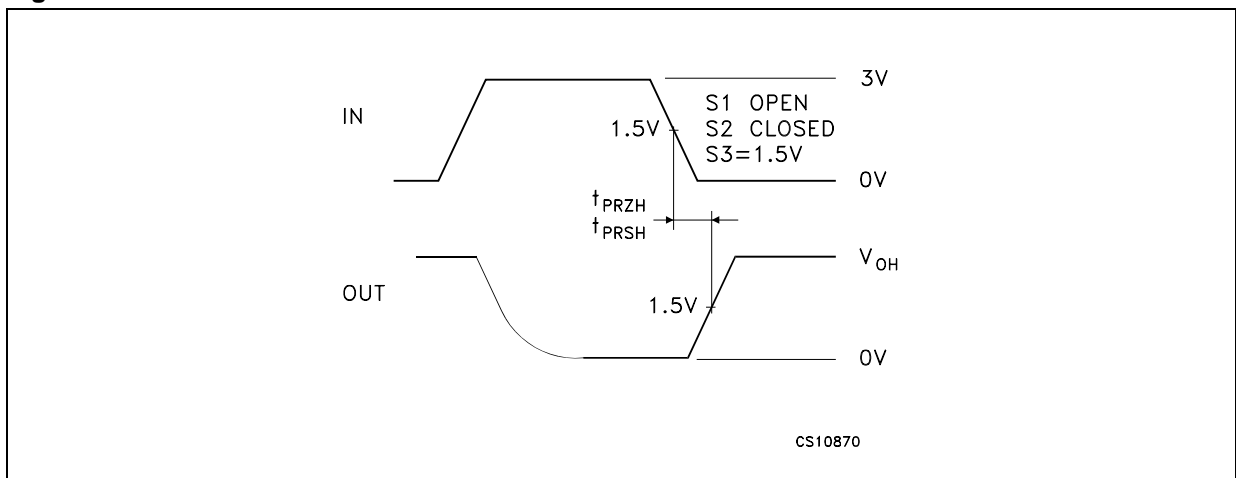 3V
IN
S1 OPEN
1.5V
S2 CLOSED
S3=1.5V
0V
tPRZH
tPRSH
VOH
OUT
1.5V
0V
CS10870